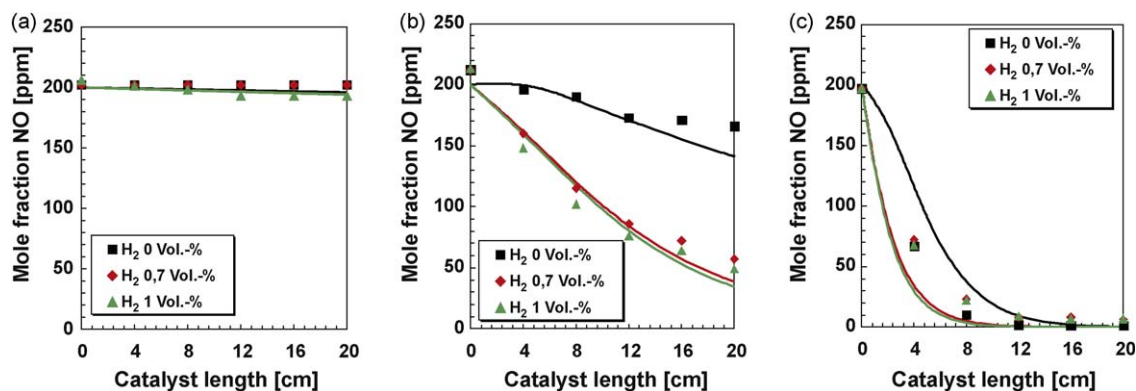 (a)
250
200
150
100
50
0
Mole fraction NO [ppm]
H2 0 Vol.-%
H2 0,7 Vol.-%
H2 1 Vol.-%
0 4 8 12 16 20
Catalyst length [cm]
(b)
250
200
150
100
50
0
Mole fraction NO [ppm]
H2 0 Vol.-%
H2 0,7 Vol.-%
H2 1 Vol.-%
0 4 8 12 16 20
Catalyst length [cm]
(c)
250
200
150
100
50
0
Mole fraction NO [ppm]
H2 0 Vol.-%
H2 0,7 Vol.-%
H2 1 Vol.-%
0 4 8 12 16 20
Catalyst length [cm]